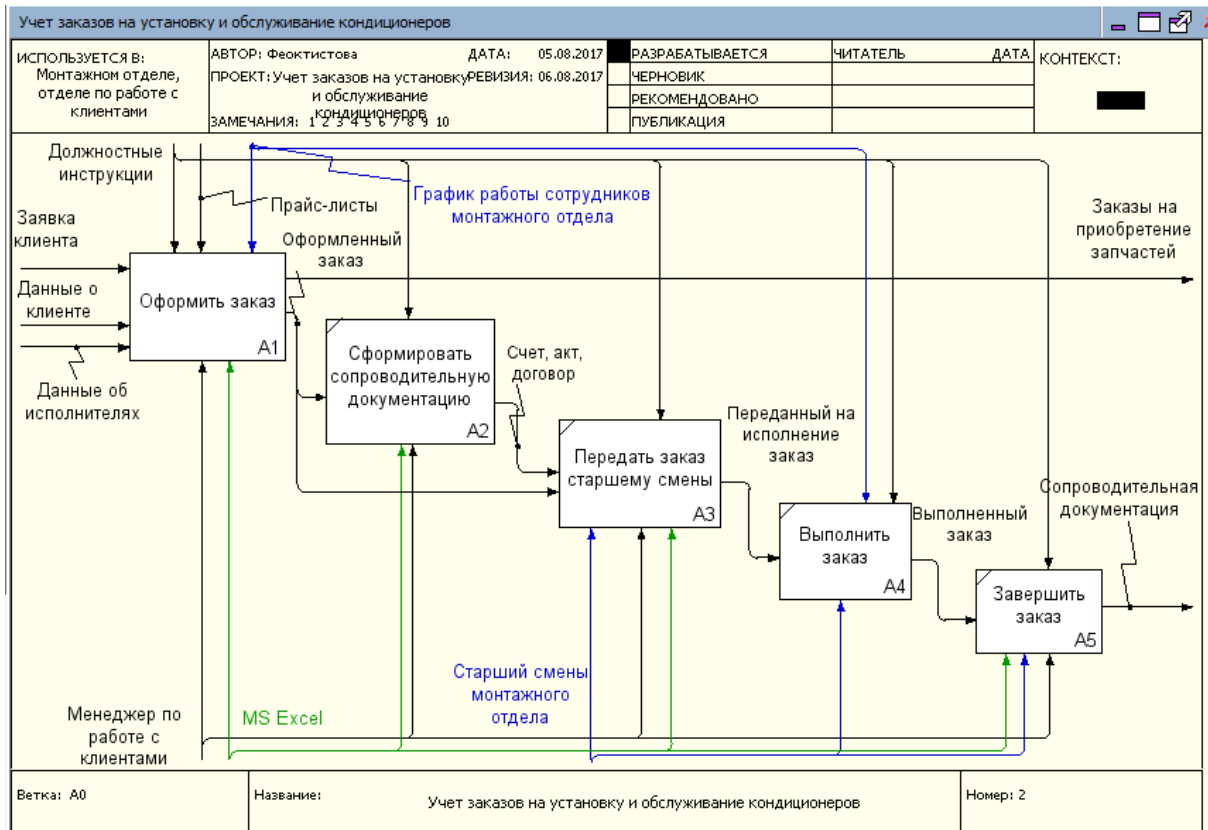 Учет заказов на установку и обслуживание кондиционеров
ИСПОЛЬЗУЕТСЯ В:
Монтажном отделе,
отделе по работе с
клиентами
АВТОР: Феоктистова
ДАТА: 05.08.2017
ПРОЕКТ: Учет заказов на установку
и обслуживание
кондиционеров
РЕВИЗИЯ: 06.08.2017
ЗАМЕЧАНИЯ: 1 2 3 4 5 6 7 8 9 10
РАЗРАБАТЫВАЕТСЯ
ЧЕРНОВИК
РЕКОМЕНДОВАНО
ПУБЛИКАЦИЯ
ЧИТАТЕЛЬ
ДАТА
КОНТЕКСТ:
Должностные
инструкции
Прайс-листы
График работы сотрудников
монтажного отдела
Заявка
клиента
Оформленный
заказ
Заказы на
приобретение
запчастей
Данные о
клиенте
Оформить заказ
A1
Данные об
исполнителях
Сформировать
сопроводительную
документацию
A2
Счет, акт,
договор
Передать заказ
старшему смены
A3
Переданный на
исполнение
заказ
Выполнить
заказ
A4
Выполненный
заказ
Сопроводительная
документация
Завершить
заказ
A5
Старший смены
монтажного
отдела
Менеджер по
работе с
клиентами
MS Excel
Ветка: A0
Название:
Учет заказов на установку и обслуживание кондиционеров
Номер: 2